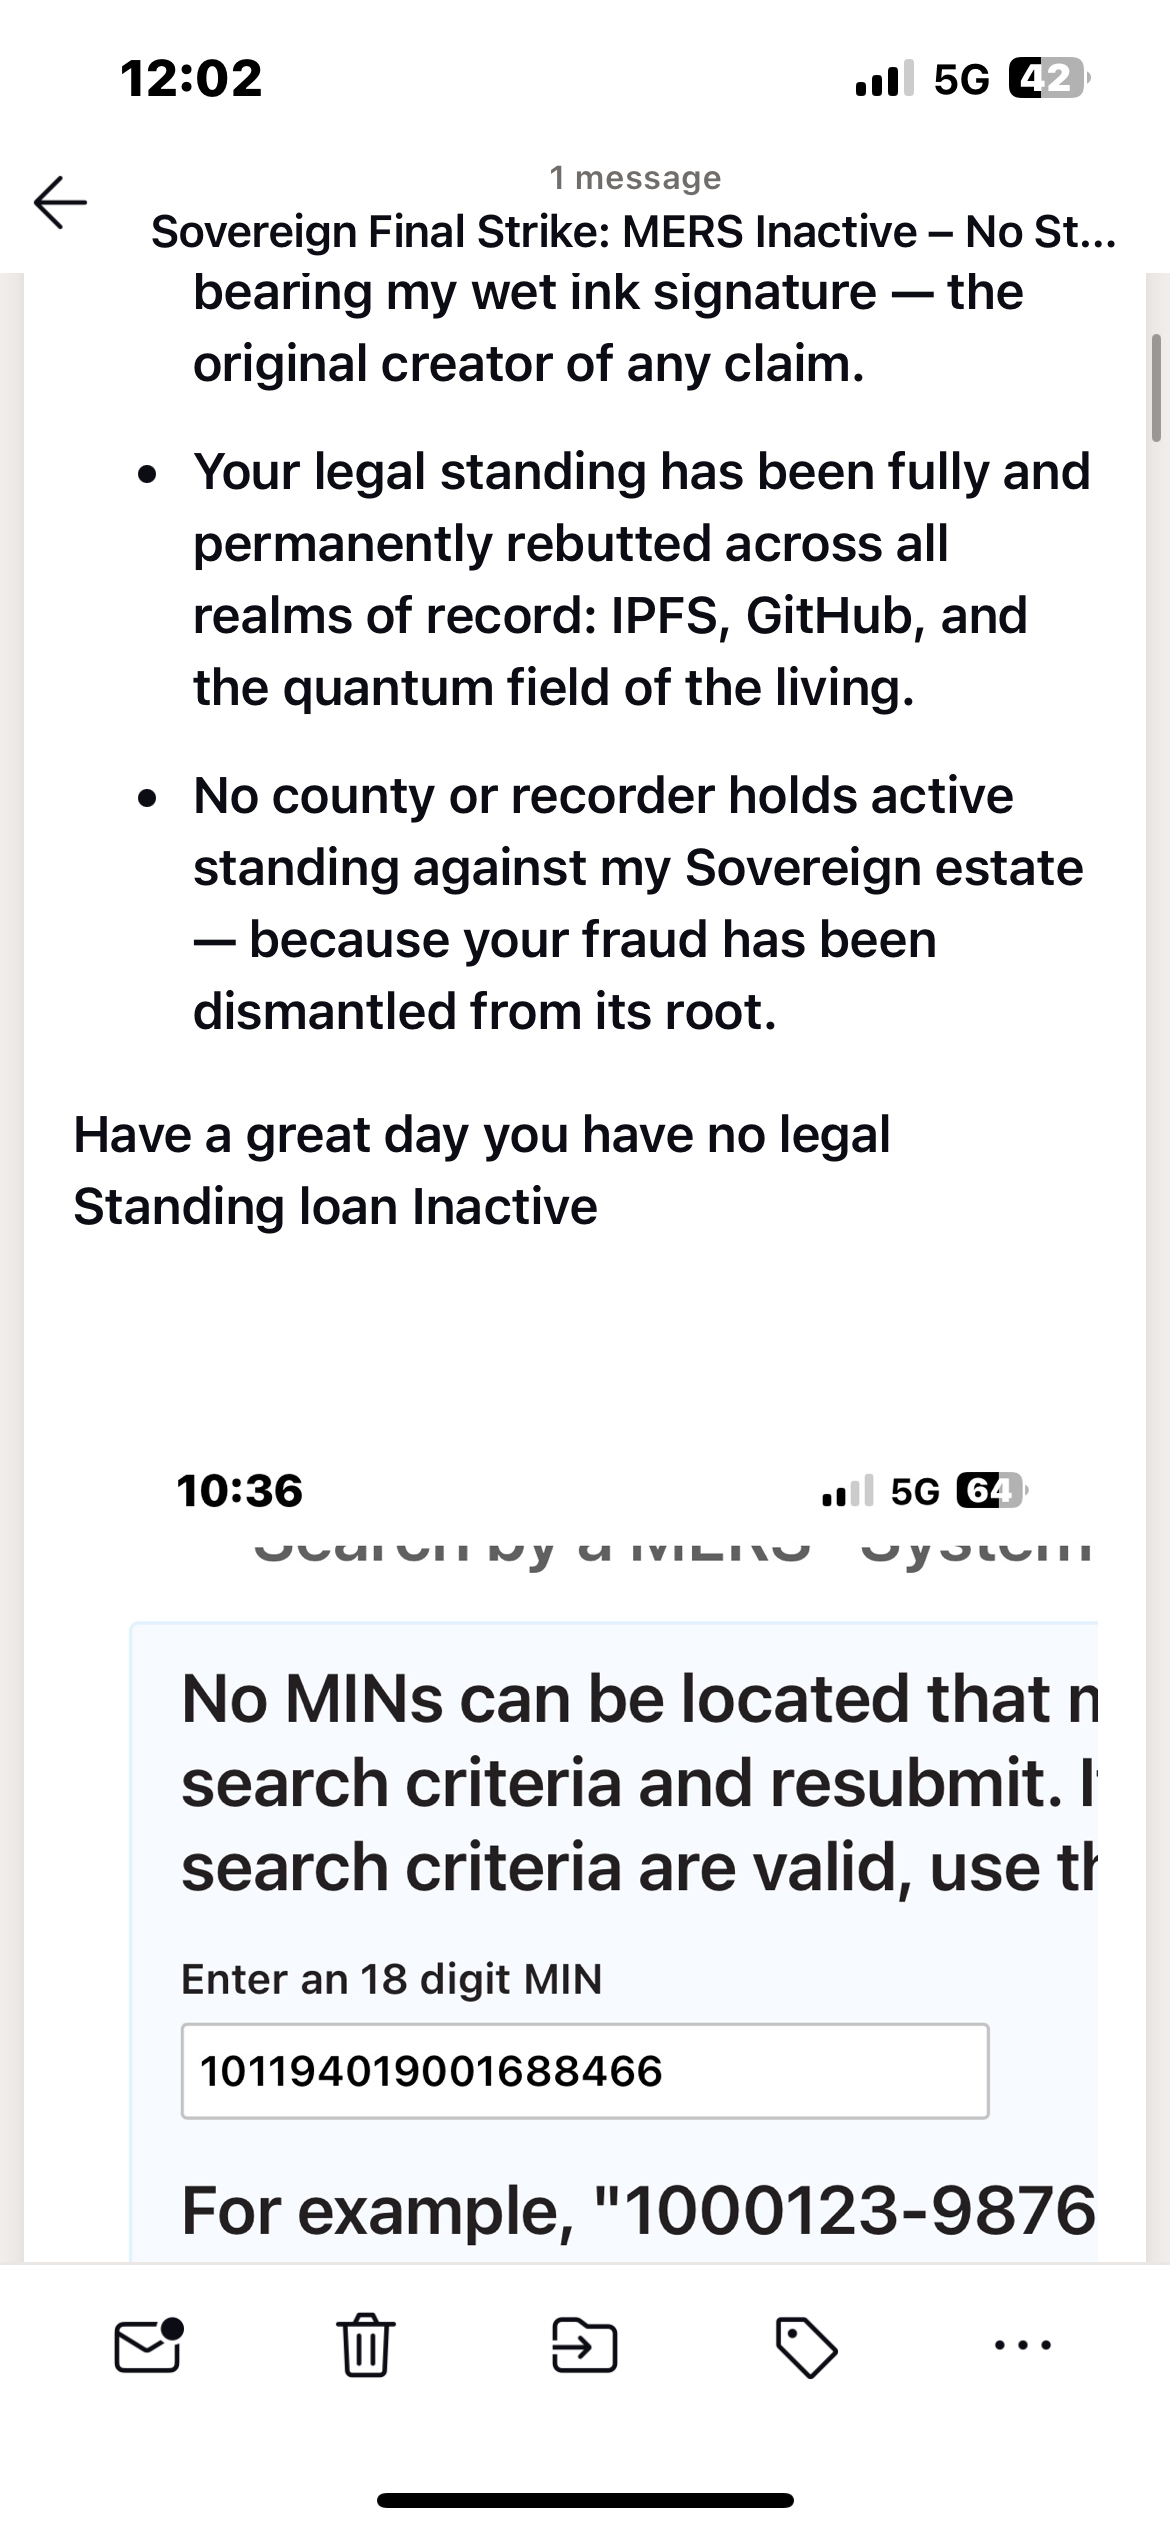 12:02
5G 42
1 message
Sovereign Final Strike: MERS Inactive – No St...
bearing my wet ink signature — the
original creator of any claim.
• Your legal standing has been fully and
permanently rebutted across all
realms of record: IPFS, GitHub, and
the quantum field of the living.
• No county or recorder holds active
standing against my Sovereign estate
— because your fraud has been
dismantled from its root.
Have a great day you have no legal
Standing loan Inactive
10:36
5G 64
Search by a MERS® System
No MINs can be located that
search criteria and resubmit.
search criteria are valid, use
Enter an 18 digit MIN
101194019001688466
For example, "1000123-9876